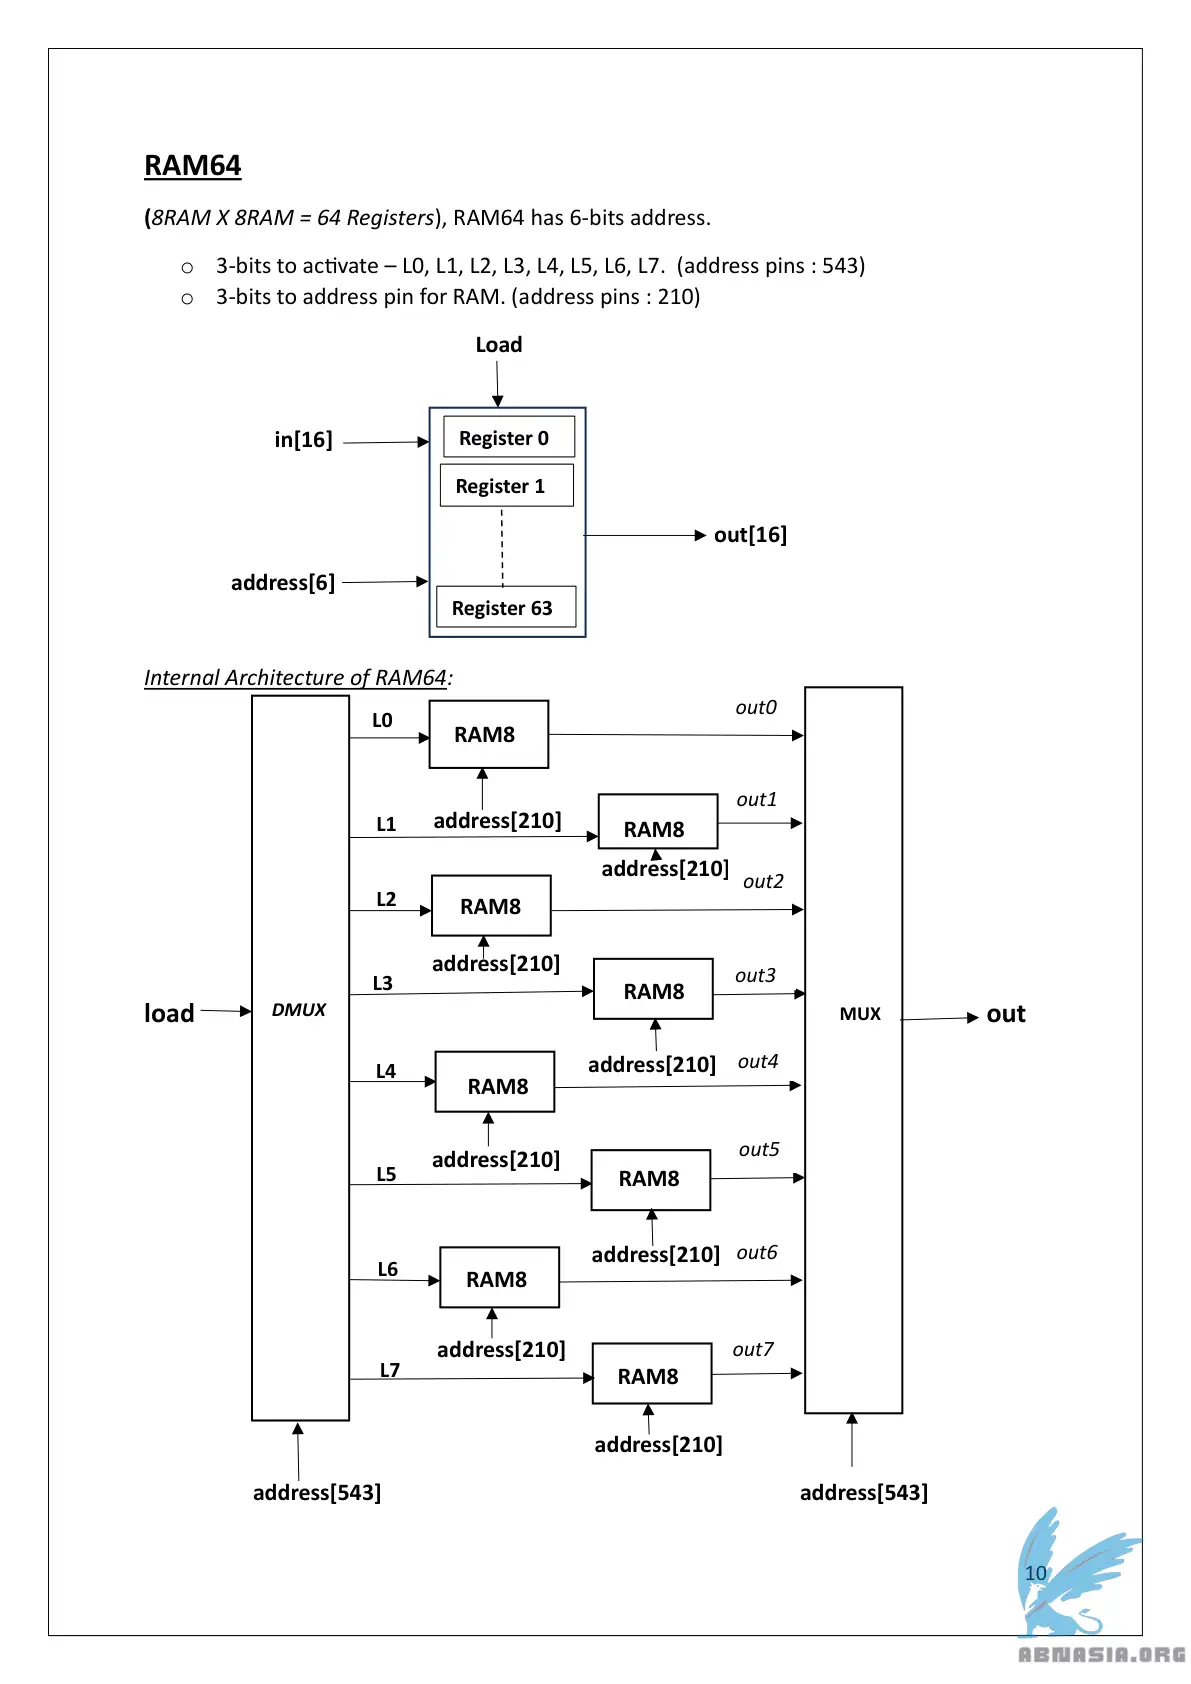 RAM64
(8RAM X 8RAM = 64 Registers), RAM64 has 6-bits address.
o 3-bits to activate – L0, L1, L2, L3, L4, L5, L6, L7. (address pins : 543)
o 3-bits to address pin for RAM. (address pins : 210)
Load
in[16]
Register 0
Register 1
out[16]
address[6]
Register 63
Internal Architecture of RAM64:
L0
RAM8
out0
address[210]
L1
RAM8
out1
address[210]
L2
RAM8
out2
address[210]
L3
RAM8
out3
load
DMUX
MUX
out
address[210]
L4
RAM8
out4
address[210]
L5
RAM8
out5
address[210]
L6
RAM8
out6
address[210]
L7
RAM8
out7
address[210]
address[543]
address[543]
10
ABNASIA.ORG